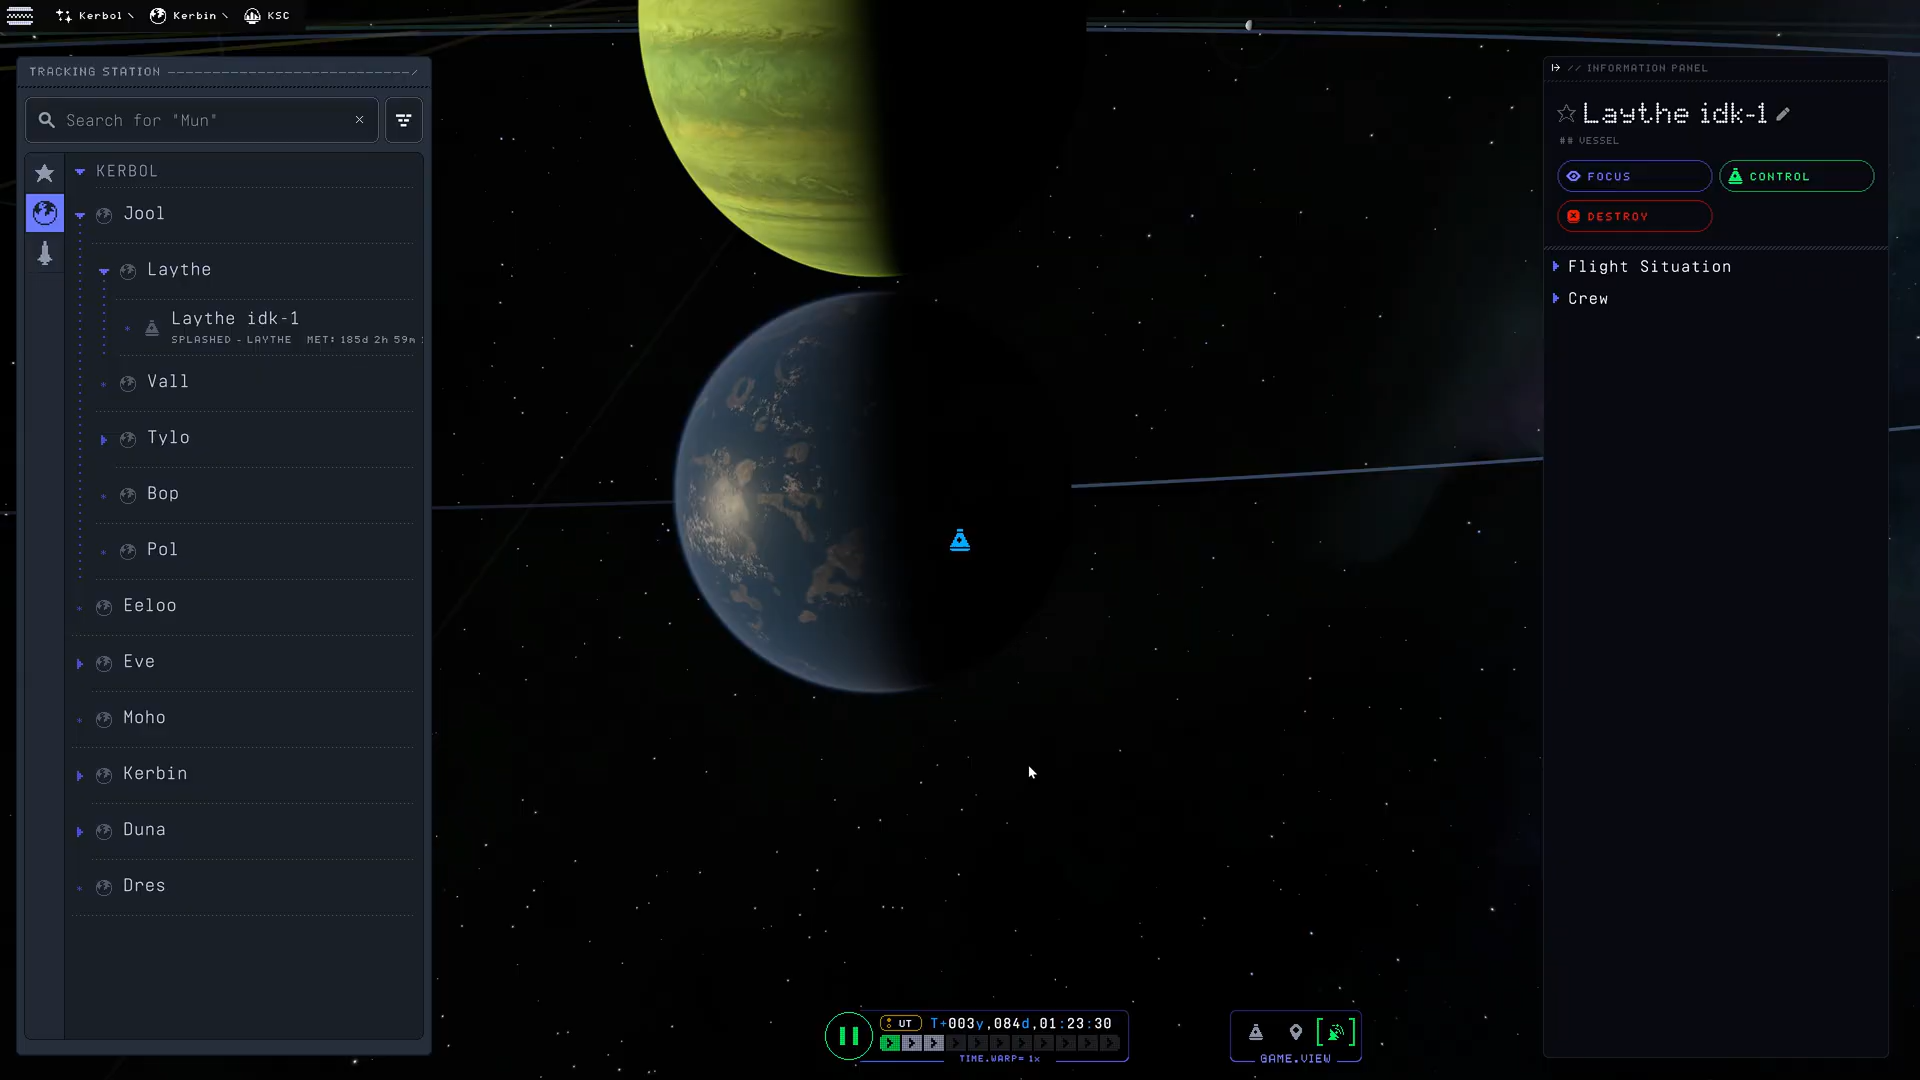 Kerbol \ Kerbin \ KSC
TRACKING STATION
Search for "Mun"
KERBOL
Jool
Laythe
Laythe idk-1
SPLASHED - LAYTHE MET: 185d 2h 59m
Vall
Tylo
Bop
Pol
Eeloo
Eve
Moho
Kerbin
Duna
Dres
UT T+003y,084d,01:23:30
TIME.WARP= 1x
GAME.VIEW
// INFORMATION PANEL
Laythe idk-1
## VESSEL
FOCUS
CONTROL
DESTROY
Flight Situation
Crew